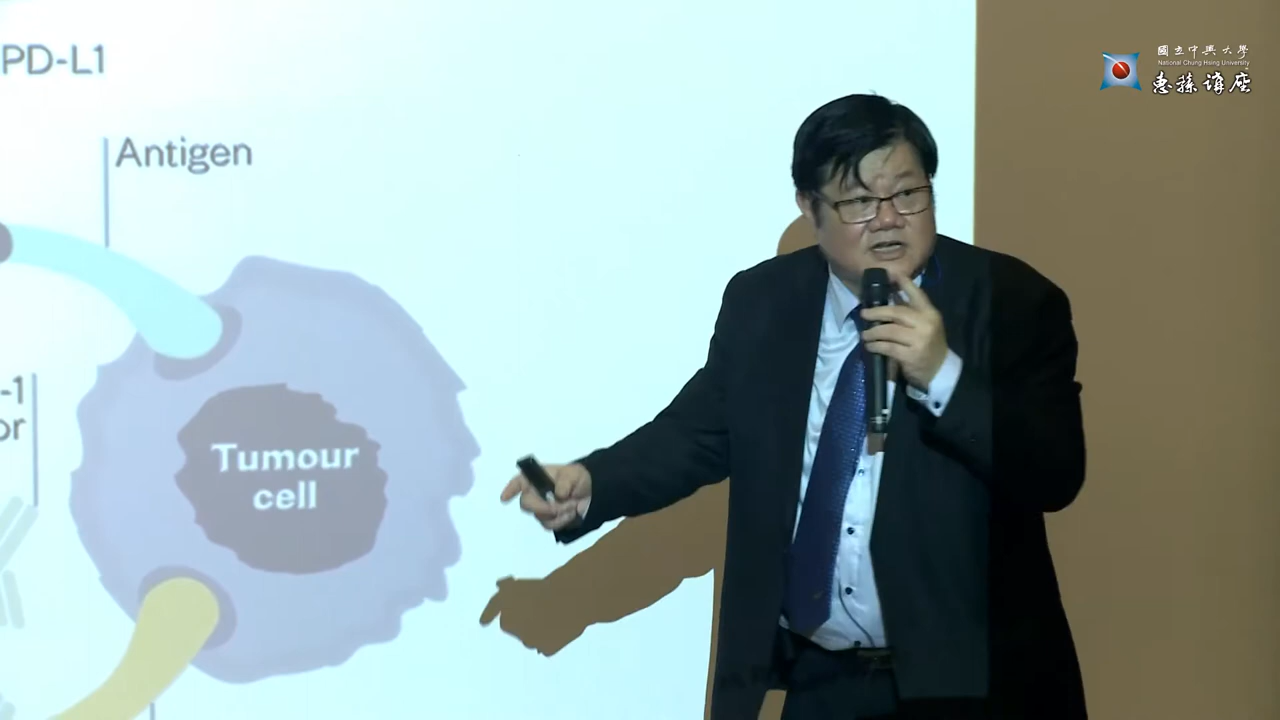 PD-L1
Antigen
-1
or
Tumour
cell
國立中興大學
National Chung Hsing University
惠蓀講座